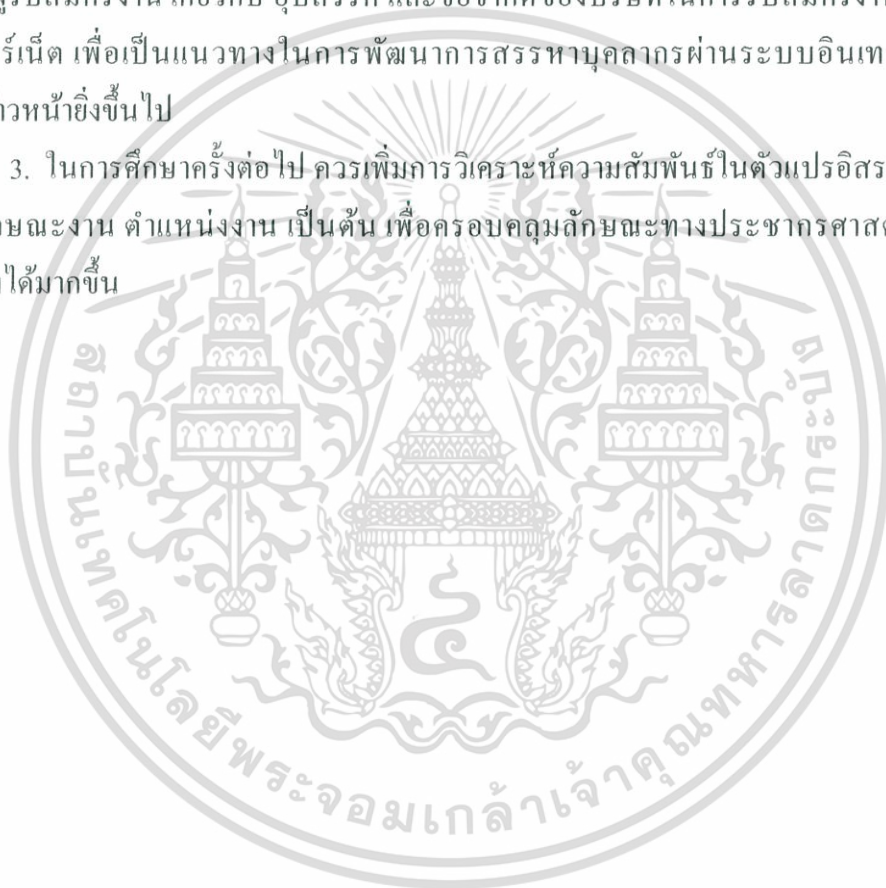 ผู้รับสมัครงาน เกี่ยวกับ อุปสรรค และข้อจำกัดของบริษัทในการรับสมัครงาน
ร์เน็ต เพื่อเป็นแนวทางในการพัฒนาการสรรหาบุคลากรผ่านระบบอินเท
าวหน้ายิ่งขึ้นไป
3. ในการศึกษาครั้งต่อไป ควรเพิ่มการวิเคราะห์ความสัมพันธ์ในตัวแปรอิสร
ักษณะงาน ตำแหน่งงาน เป็นต้น เพื่อครอบคลุมลักษณะทางประชากรศาสต
ได้มากขึ้น
สถาบันเทคโนโลยีพระจอมเกล้าเจ้าคุณทหารลาดกระบัง